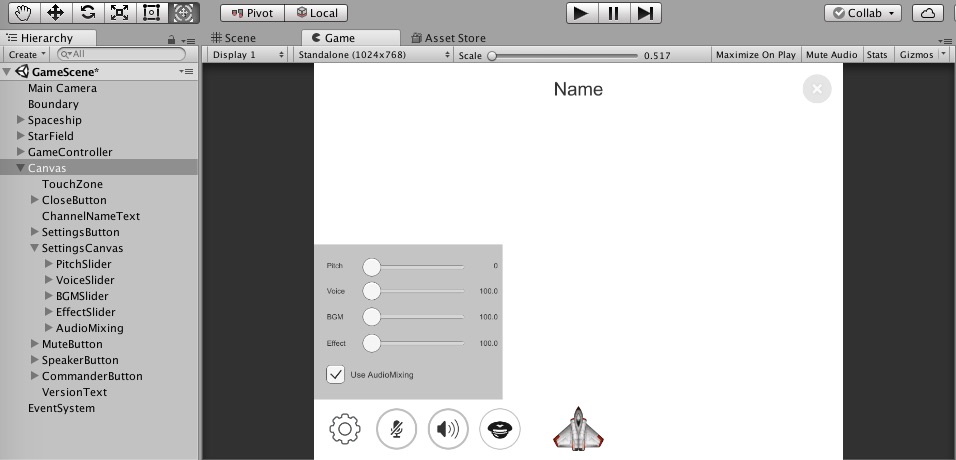 Pivot Local Collab
Hierarchy Scene Game Asset Store
Create All Display 1 Standalone (1024x768) Scale 0.517 Maximize On Play Mute Audio Stats Gizmos
GameScene*
Main Camera
Boundary
Spaceship
StarField
GameController
Canvas
TouchZone
CloseButton
ChannelNameText
SettingsButton
SettingsCanvas
PitchSlider
VoiceSlider
BGMSlider
EffectSlider
AudioMixing
MuteButton
SpeakerButton
CommanderButton
VersionText
EventSystem
Name
Pitch 0
Voice 100.0
BGM 100.0
Effect 100.0
Use AudioMixing